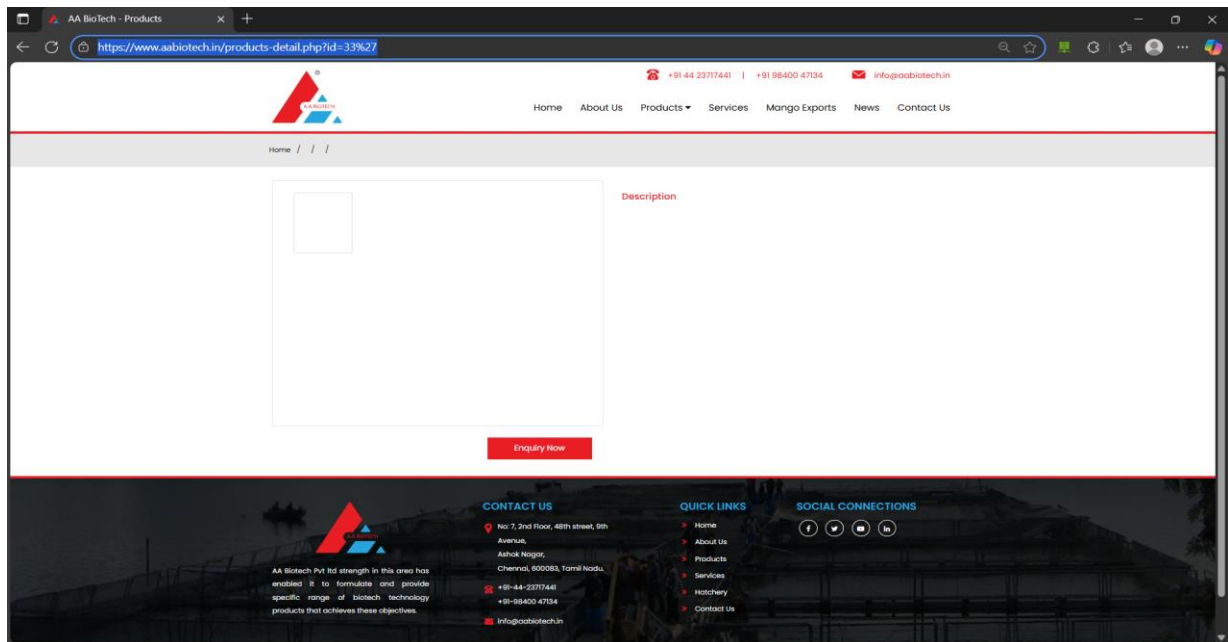 AA BioTech - Products
https://www.aabiotech.in/products-detail.php?id=33%27
+91 44 23717441 | +91 98400 47134 info@aabiotech.in
AA BIOTECH
Home About Us Products Services Mango Exports News Contact Us
Home / / /
Description
Enquiry Now
AA BIOTECH
AA Biotech Pvt ltd strength in this area has
enabled it to formulate and provide
specific range of biotech technology
products that achieves these objectives.
CONTACT US
No: 7, 2nd Floor, 48th street, 9th
Avenue,
Ashok Nagar,
Chennai, 600083, Tamil Nadu.
+91-44-23717441
+91-98400 47134
info@aabiotech.in
QUICK LINKS
Home
About Us
Products
Services
Hatchery
Contact Us
SOCIAL CONNECTIONS